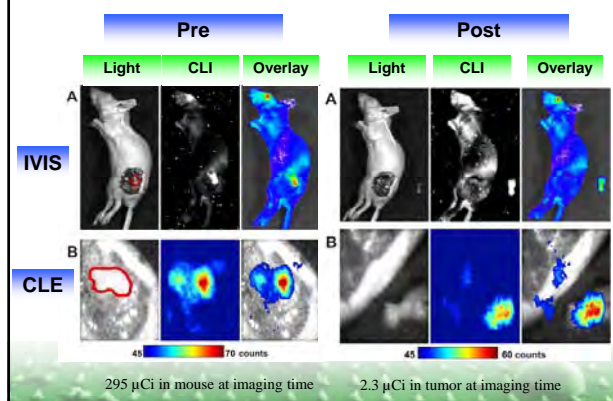 Pre Post
Light CLI Overlay Light CLI Overlay
A A
IVIS
B B
CLE
45 70 counts 45 60 counts
295 µCi in mouse at imaging time 2.3 µCi in tumor at imaging time